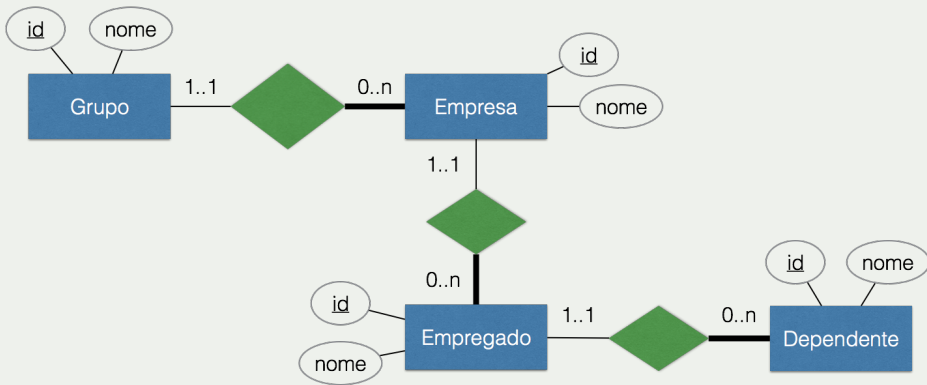 id
nome
Grupo
1..1
0..n
Empresa
id
nome
1..1
0..n
id
nome
Empregado
1..1
0..n
id
nome
Dependente